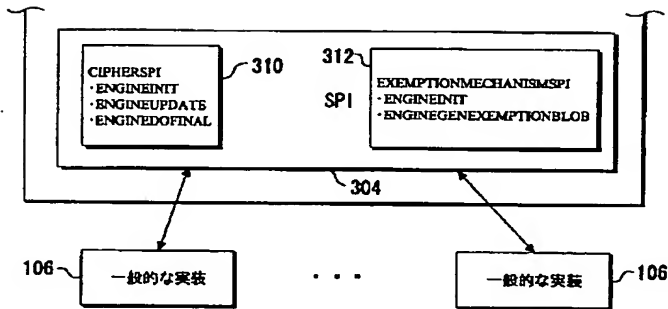 CIPHERSPI
・ENGINEINIT
・ENGINEUPDATE
・ENGINEDOFINAL
310
312
SPI
EXEMPTIONMECHANISMSPI
・ENGINEINIT
・ENGINEGENEXEMPTIONBLOB
304
106
一般的な実装
・・・
一般的な実装
106